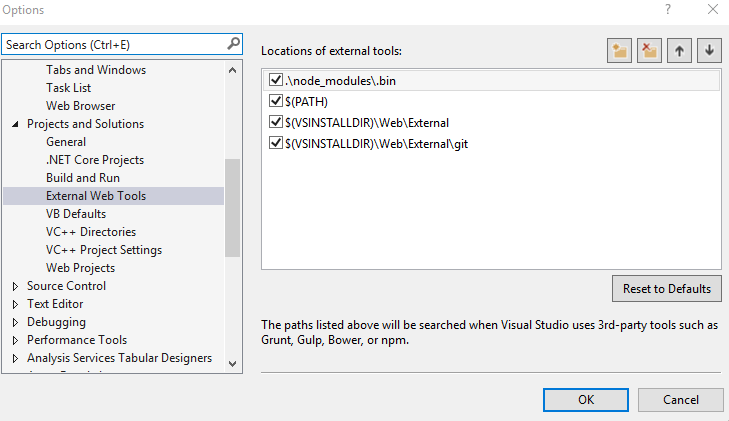 Options
Search Options (Ctrl+E)
Tabs and Windows
Task List
Web Browser
Projects and Solutions
General
.NET Core Projects
Build and Run
External Web Tools
VB Defaults
VC++ Directories
VC++ Project Settings
Web Projects
Source Control
Text Editor
Debugging
Performance Tools
Analysis Services Tabular Designers
Locations of external tools:
.\node_modules\.bin
$(PATH)
$(VSINSTALLDIR)\Web\External
$(VSINSTALLDIR)\Web\External\git
Reset to Defaults
The paths listed above will be searched when Visual Studio uses 3rd-party tools such as
Grunt, Gulp, Bower, or npm.
OK
Cancel